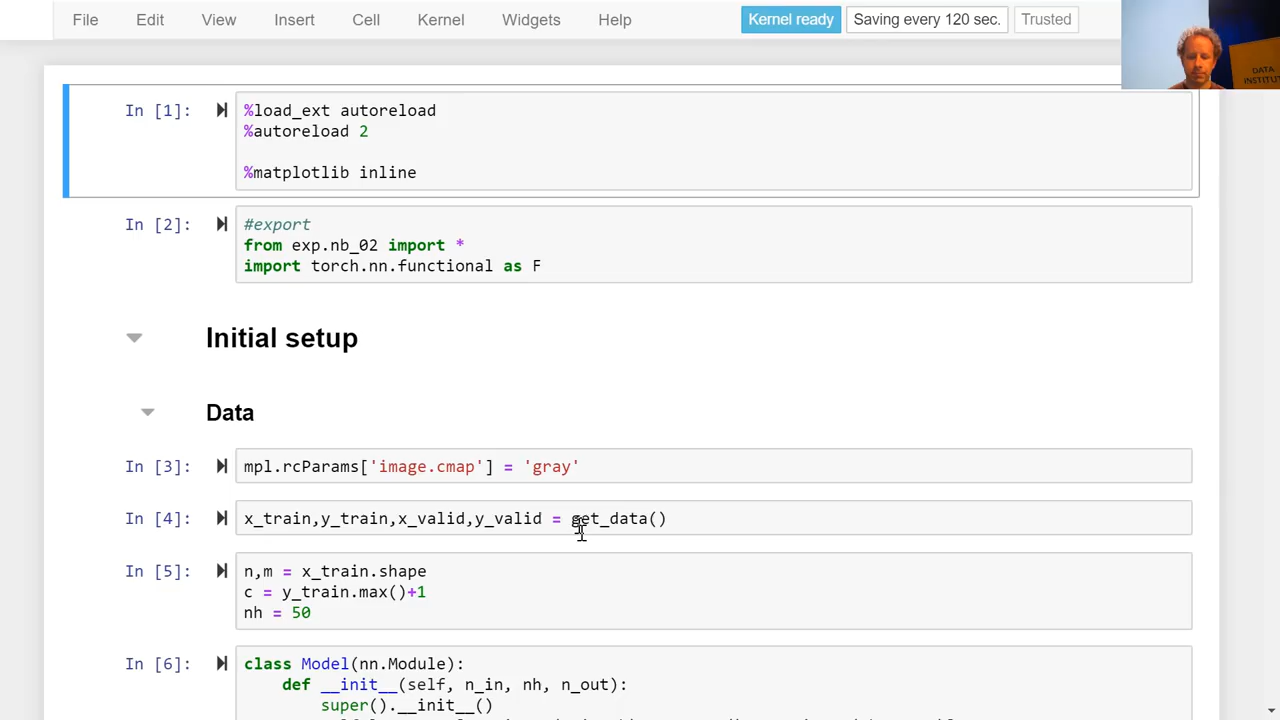 File Edit View Insert Cell Kernel Widgets Help Kernel ready Saving every 120 sec. Trusted
DATA-
INSTITU
In [1]: %load_ext autoreload
%autoreload 2
%matplotlib inline
In [2]: #export
from exp.nb_02 import *
import torch.nn.functional as F
Initial setup
Data
In [3]: mpl.rcParams['image.cmap'] = 'gray'
In [4]: x_train,y_train,x_valid,y_valid = get_data()
In [5]: n,m = x_train.shape
c = y_train.max()+1
nh = 50
In [6]: class Model(nn.Module):
def __init__(self, n_in, nh, n_out):
super().__init__()